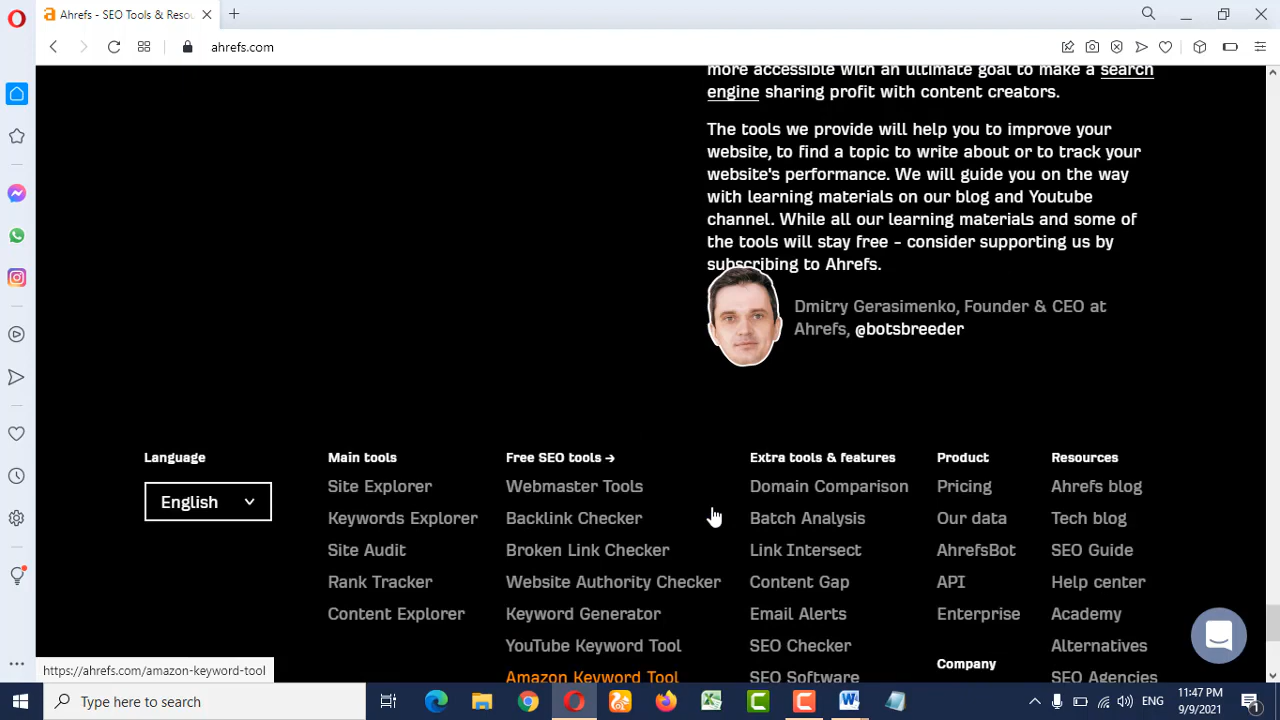 Ahrefs - SEO Tools & Resou
ahrefs.com
more accessible with an ultimate goal to make a search
engine sharing profit with content creators.
The tools we provide will help you to improve your
website, to find a topic to write about or to track your
website's performance. We will guide you on the way
with learning materials on our blog and Youtube
channel. While all our learning materials and some of
the tools will stay free - consider supporting us by
subscribing to Ahrefs.
Dmitry Gerasimenko, Founder & CEO at
Ahrefs, @botsbreeder
Language
English
Main tools
Site Explorer
Keywords Explorer
Site Audit
Rank Tracker
Content Explorer
Free SEO tools →
Webmaster Tools
Backlink Checker
Broken Link Checker
Website Authority Checker
Keyword Generator
YouTube Keyword Tool
Amazon Keyword Tool
Extra tools & features
Domain Comparison
Batch Analysis
Link Intersect
Content Gap
Email Alerts
SEO Checker
SEO Software
Product
Pricing
Our data
AhrefsBot
API
Enterprise
Company
Resources
Ahrefs blog
Tech blog
SEO Guide
Help center
Academy
Alternatives
SEO Agencies
https://ahrefs.com/amazon-keyword-tool
Type here to search
ENG
11:47 PM
9/9/2021
1